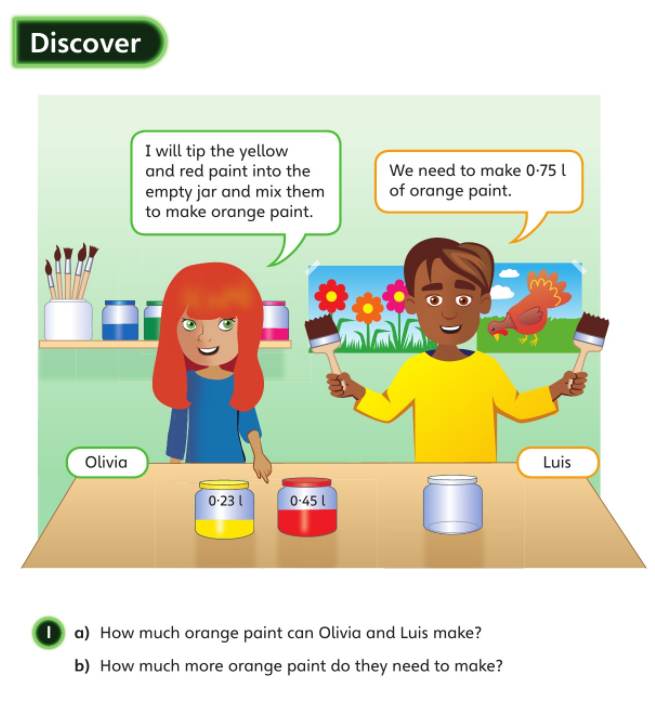 Discover
I will tip the yellow
and red paint into the
empty jar and mix them
to make orange paint.
We need to make 0·75 l
of orange paint.
Olivia
Luis
0·23 l
0·45 l
1 a) How much orange paint can Olivia and Luis make?
b) How much more orange paint do they need to make?